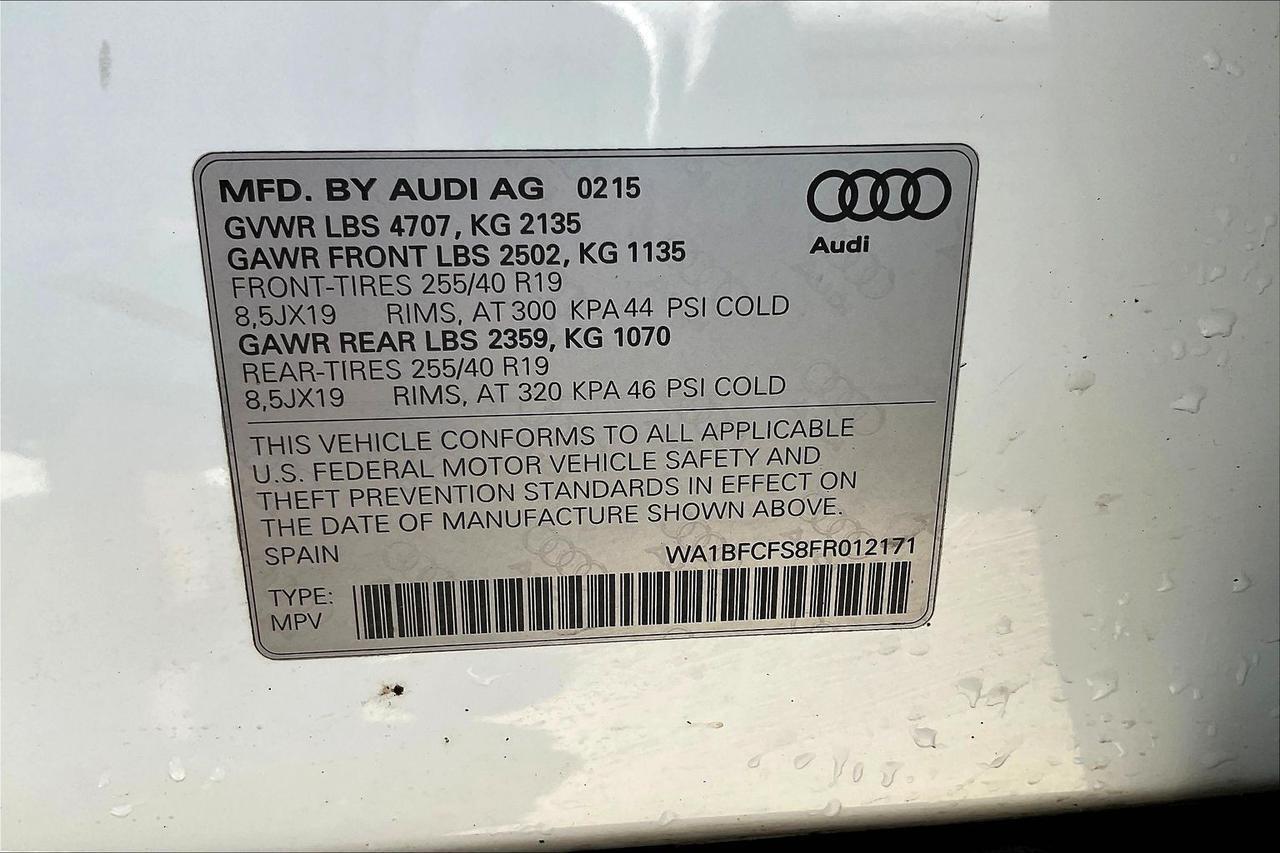 MFD. BY AUDI AG 0215
GVWR LBS 4707, KG 2135
GAWR FRONT LBS 2502, KG 1135
Audi
FRONT-TIRES 255/40 R19
8,5JX19 RIMS, AT 300 KPA 44 PSI COLD
GAWR REAR LBS 2359, KG 1070
REAR-TIRES 255/40 R19
8,5JX19 RIMS, AT 320 KPA 46 PSI COLD
THIS VEHICLE CONFORMS TO ALL APPLICABLE
U.S. FEDERAL MOTOR VEHICLE SAFETY AND
THEFT PREVENTION STANDARDS IN EFFECT ON
THE DATE OF MANUFACTURE SHOWN ABOVE.
SPAIN WA1BFCFS8FR012171
TYPE:
MPV